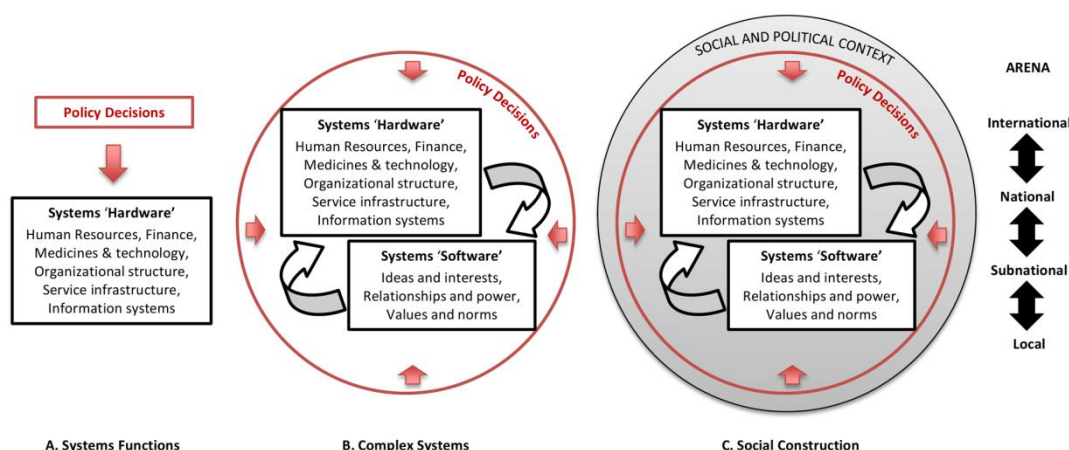 Policy Decisions
Systems ‘Hardware’
Human Resources, Finance,
Medicines & technology,
Organizational structure,
Service infrastructure,
Information systems
A. Systems Functions
Policy Decisions
Systems ‘Hardware’
Human Resources, Finance,
Medicines & technology,
Organizational structure,
Service infrastructure,
Information systems
Systems ‘Software’
Ideas and interests,
Relationships and power,
Values and norms
B. Complex Systems
SOCIAL AND POLITICAL CONTEXT
Policy Decisions
Systems ‘Hardware’
Human Resources, Finance,
Medicines & technology,
Organizational structure,
Service infrastructure,
Information systems
Systems ‘Software’
Ideas and interests,
Relationships and power,
Values and norms
C. Social Construction
ARENA
International
National
Subnational
Local